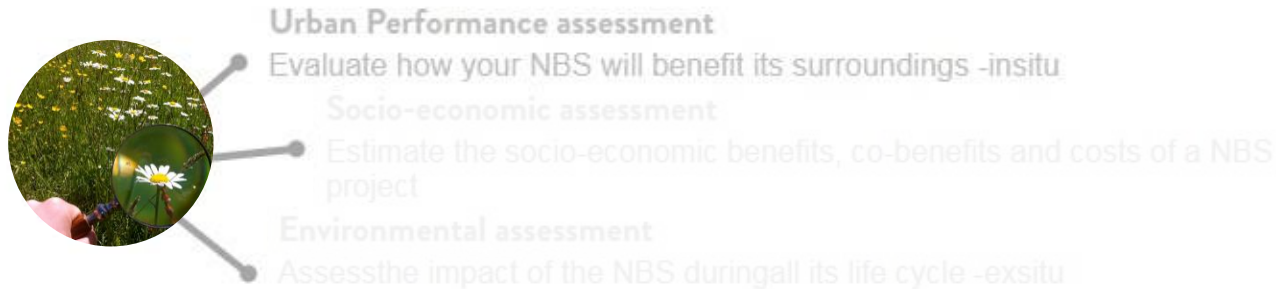 Urban Performance assessment
Evaluate how your NBS will benefit its surroundings -insitu
Socio-economic assessment
Estimate the socio-economic benefits, co-benefits and costs of a NBS
project
Environmental assessment
Assessthe impact of the NBS duringall its life cycle -exsitu